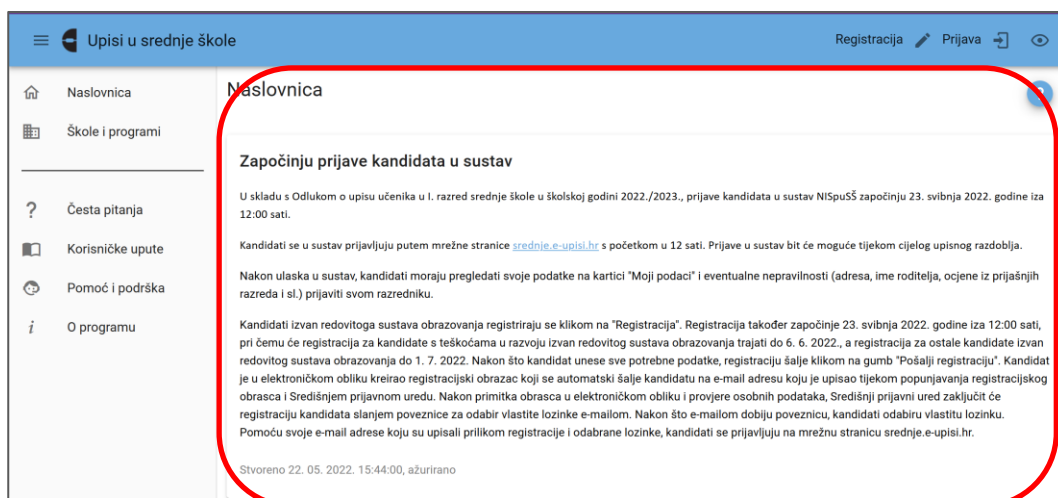 Upisi u srednje škole
Registracija
Prijava
Naslovnica
Škole i programi
Česta pitanja
Korisničke upute
Pomoć i podrška
O programu
Naslovnica
Započinju prijave kandidata u sustav
U skladu s Odlukom o upisu učenika u I. razred srednje škole u školskoj godini 2022./2023., prijave kandidata u sustav NISpuSŠ započinju 23. svibnja 2022. godine iza
12:00 sati.
Kandidati se u sustav prijavljuju putem mrežne stranice srednje.e-upisi.hr s početkom u 12 sati. Prijave u sustav bit će moguće tijekom cijelog upisnog razdoblja.
Nakon ulaska u sustav, kandidati moraju pregledati svoje podatke na kartici "Moji podaci" i eventualne nepravilnosti (adresa, ime roditelja, ocjene iz prijašnjih
razreda i sl.) prijaviti svom razredniku.
Kandidati izvan redovitoga sustava obrazovanja registriraju se klikom na "Registracija". Registracija također započinje 23. svibnja 2022. godine iza 12:00 sati,
pri čemu će registracija za kandidate s teškoćama u razvoju izvan redovitog sustava obrazovanja trajati do 6. 6. 2022., a registracija za ostale kandidate izvan
redovitog sustava obrazovanja do 1. 7. 2022. Nakon što kandidat unese sve potrebne podatke, registraciju šalje klikom na gumb "Pošalji registraciju". Kandidat
je u elektroničkom obliku kreirao registracijski obrazac koji se automatski šalje kandidatu na e-mail adresu koju je upisao tijekom popunjavanja registracijskog
obrasca i Središnjem prijavnom uredu. Nakon primitka obrasca u elektroničkom obliku i provjere osobnih podataka, Središnji prijavni ured zaključit će
registraciju kandidata slanjem poveznice za odabir vlastite lozinke e-mailom. Nakon što e-mailom dobiju poveznicu, kandidati odabiru vlastitu lozinku.
Pomoću svoje e-mail adrese koju su upisali prilikom registracije i odabrane lozinke, kandidati se prijavljuju na mrežnu stranicu srednje.e-upisi.hr.
Stvoreno 22. 05. 2022. 15:44:00, ažurirano